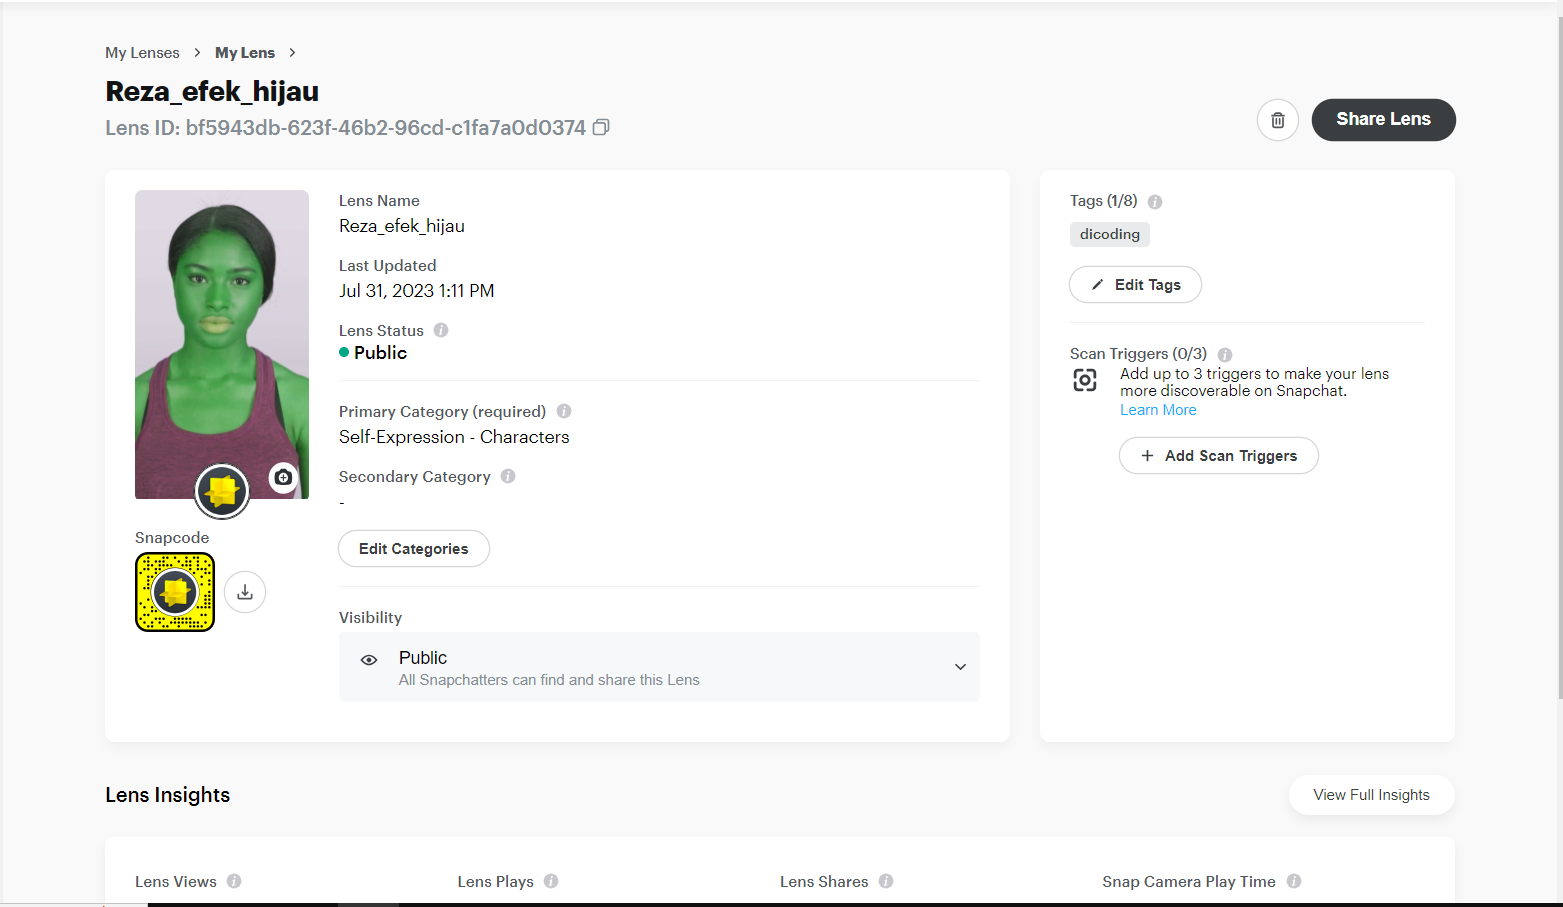 My Lenses > My Lens >
Reza_efek_hijau
Lens ID: bf5943db-623f-46b2-96cd-c1fa7a0d0374
Share Lens
Lens Name
Reza_efek_hijau
Last Updated
Jul 31, 2023 1:11 PM
Lens Status
Public
Primary Category (required)
Self-Expression - Characters
Secondary Category
-
Edit Categories
Visibility
Public
All Snapchatters can find and share this Lens
Snapcode
Tags (1/8)
dicoding
Edit Tags
Scan Triggers (0/3)
Add up to 3 triggers to make your lens
more discoverable on Snapchat.
Learn More
+ Add Scan Triggers
Lens Insights
View Full Insights
Lens Views
Lens Plays
Lens Shares
Snap Camera Play Time